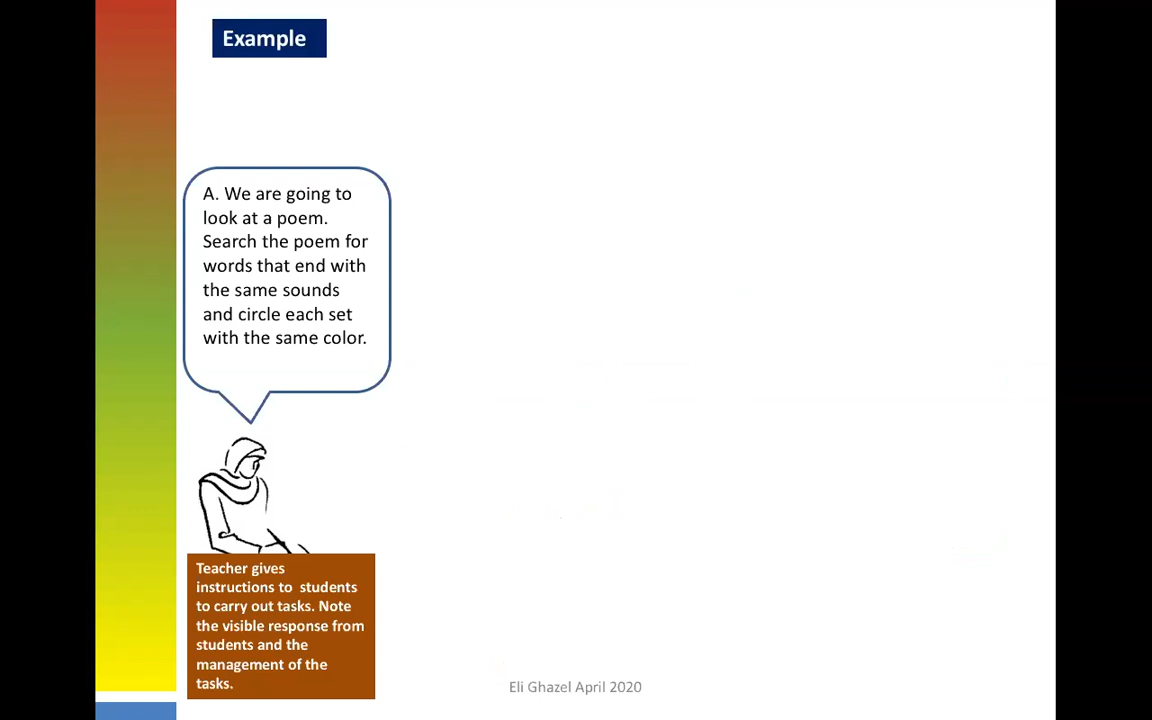 Example
A. We are going to
look at a poem.
Search the poem for
words that end with
the same sounds
and circle each set
with the same color.
Teacher gives
instructions to  students
to carry out tasks. Note
the visible response from
students and the
management of the
tasks.
Eli Ghazel April 2020